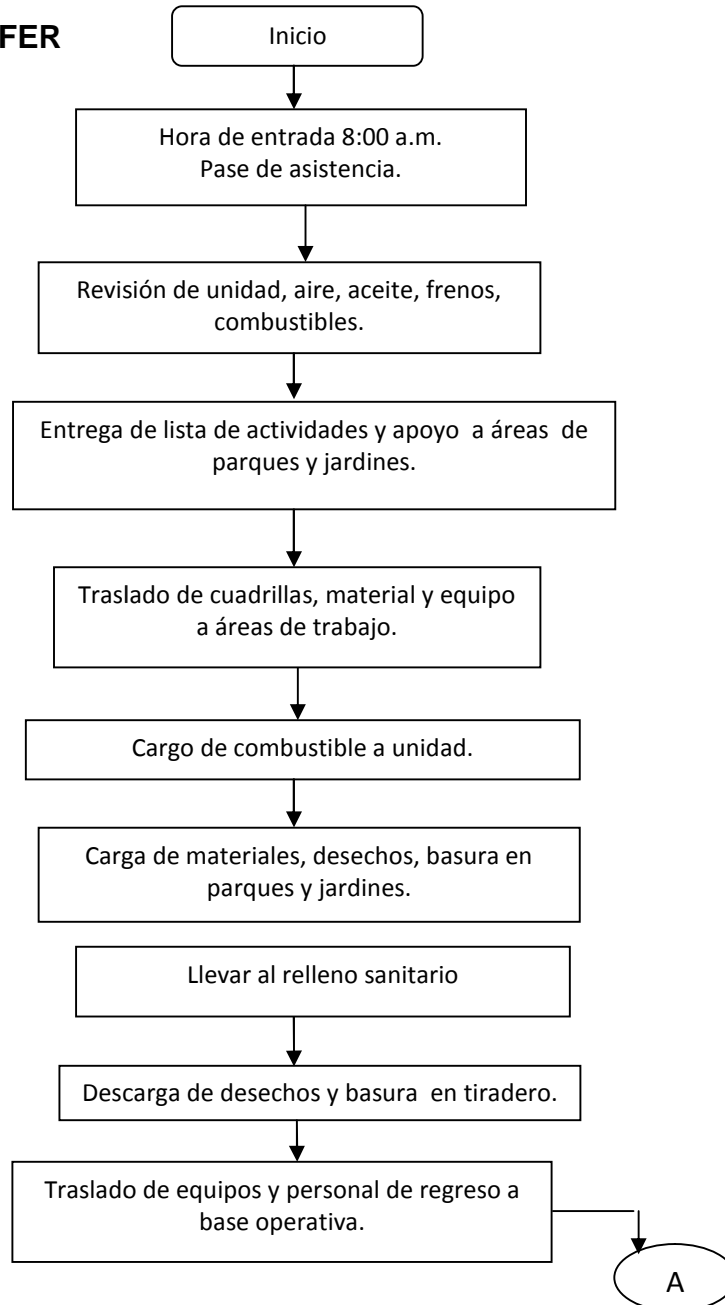 FER
Inicio
Hora de entrada 8:00 a.m.
Pase de asistencia.
Revisión de unidad, aire, aceite, frenos,
combustibles.
Entrega de lista de actividades y apoyo a áreas de
parques y jardines.
Traslado de cuadrillas, material y equipo
a áreas de trabajo.
Cargo de combustible a unidad.
Carga de materiales, desechos, basura en
parques y jardines.
Llevar al relleno sanitario
Descarga de desechos y basura en tiradero.
Traslado de equipos y personal de regreso a
base operativa.
A